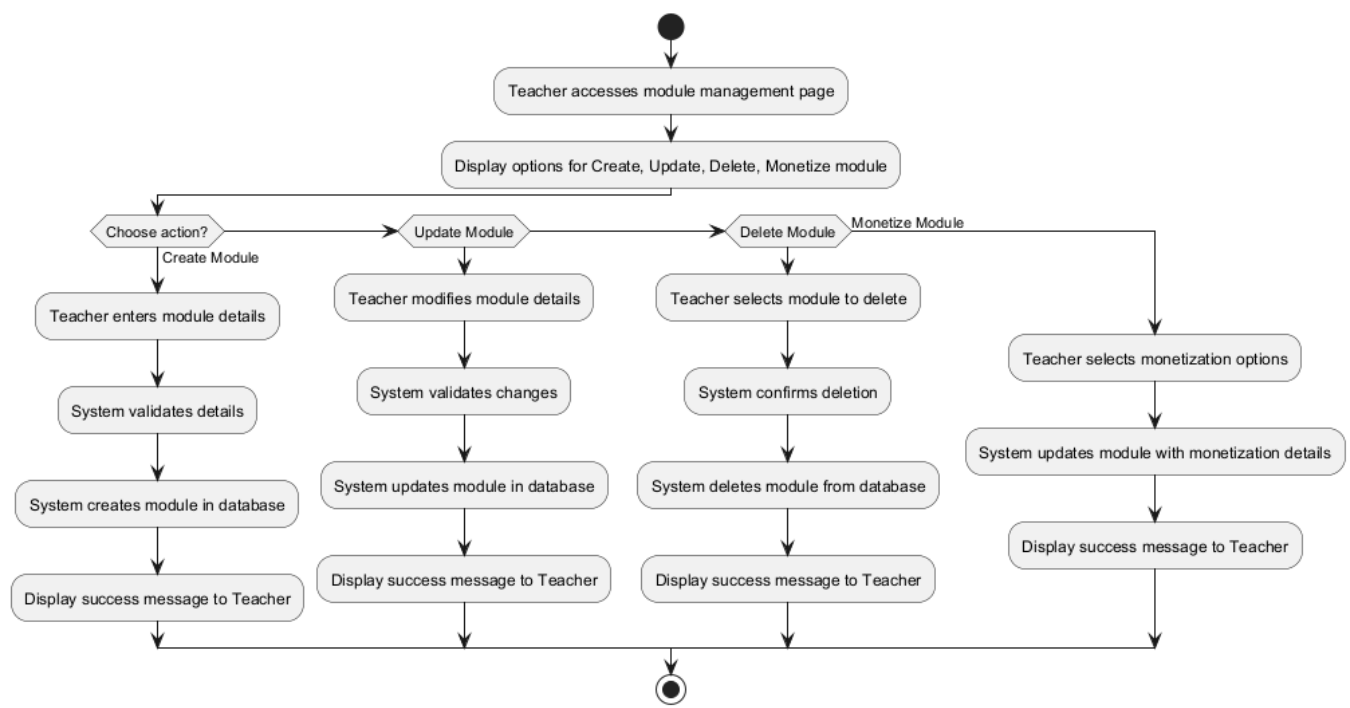 Teacher accesses module management page
Display options for Create, Update, Delete, Monetize module
Choose action?
Create Module
Teacher enters module details
System validates details
System creates module in database
Display success message to Teacher
Update Module
Teacher modifies module details
System validates changes
System updates module in database
Display success message to Teacher
Delete Module
Teacher selects module to delete
System confirms deletion
System deletes module from database
Display success message to Teacher
Monetize Module
Teacher selects monetization options
System updates module with monetization details
Display success message to Teacher